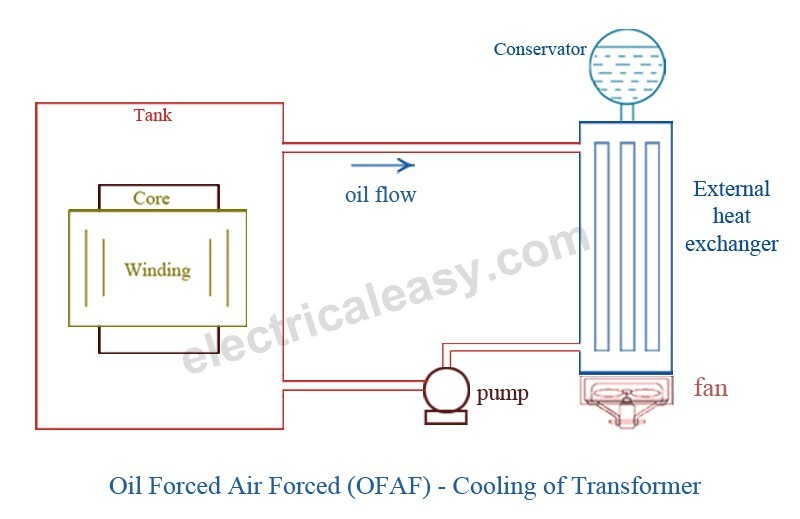 Conservator
Tank
oil flow
Core
External
heat
exchanger
Winding
electricaleasy.com
pump
fan
Oil Forced Air Forced (OFAF) - Cooling of Transformer